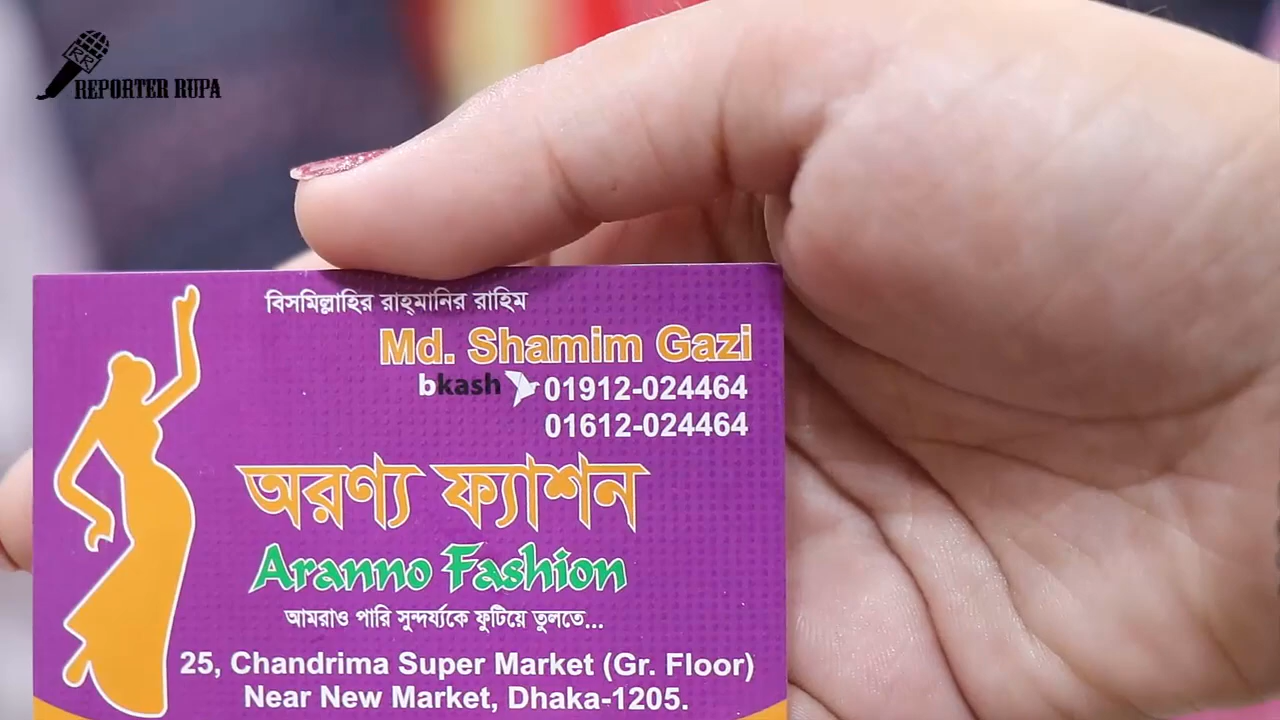 RR
REPORTER RUPA
বিসমিল্লাহির রাহ্‌মানির রাহিম
Md. Shamim Gazi
bkash 01912-024464
01612-024464
অরণ্য ফ্যাশন
Aranno Fashion
আমরাও পারি সুন্দর্য্যকে ফুটিয়ে তুলতে...
25, Chandrima Super Market (Gr. Floor)
Near New Market, Dhaka-1205.